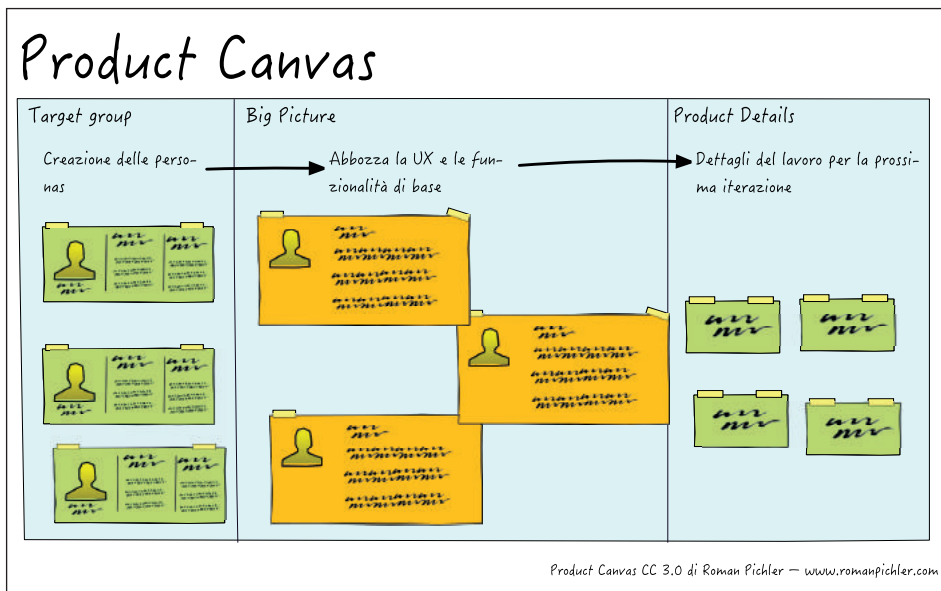 Product Canvas
Target group
Big Picture
Product Details
Creazione delle perso-
nas
Abbozza la UX e le fun-
zionalità di base
Dettagli del lavoro per la prossi-
ma iterazione
Product Canvas CC 3.0 di Roman Pichler – www.romanpichler.com